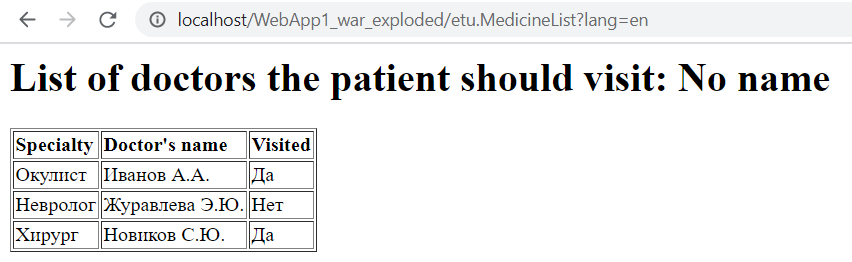 localhost/WebApp1_war_exploded/etu.MedicineList?lang=en
List of doctors the patient should visit: No name
Specialty Doctor's name Visited
Окулист Иванов А.А. Да
Невролог Журавлева Э.Ю. Нет
Хирург Новиков С.Ю. Да